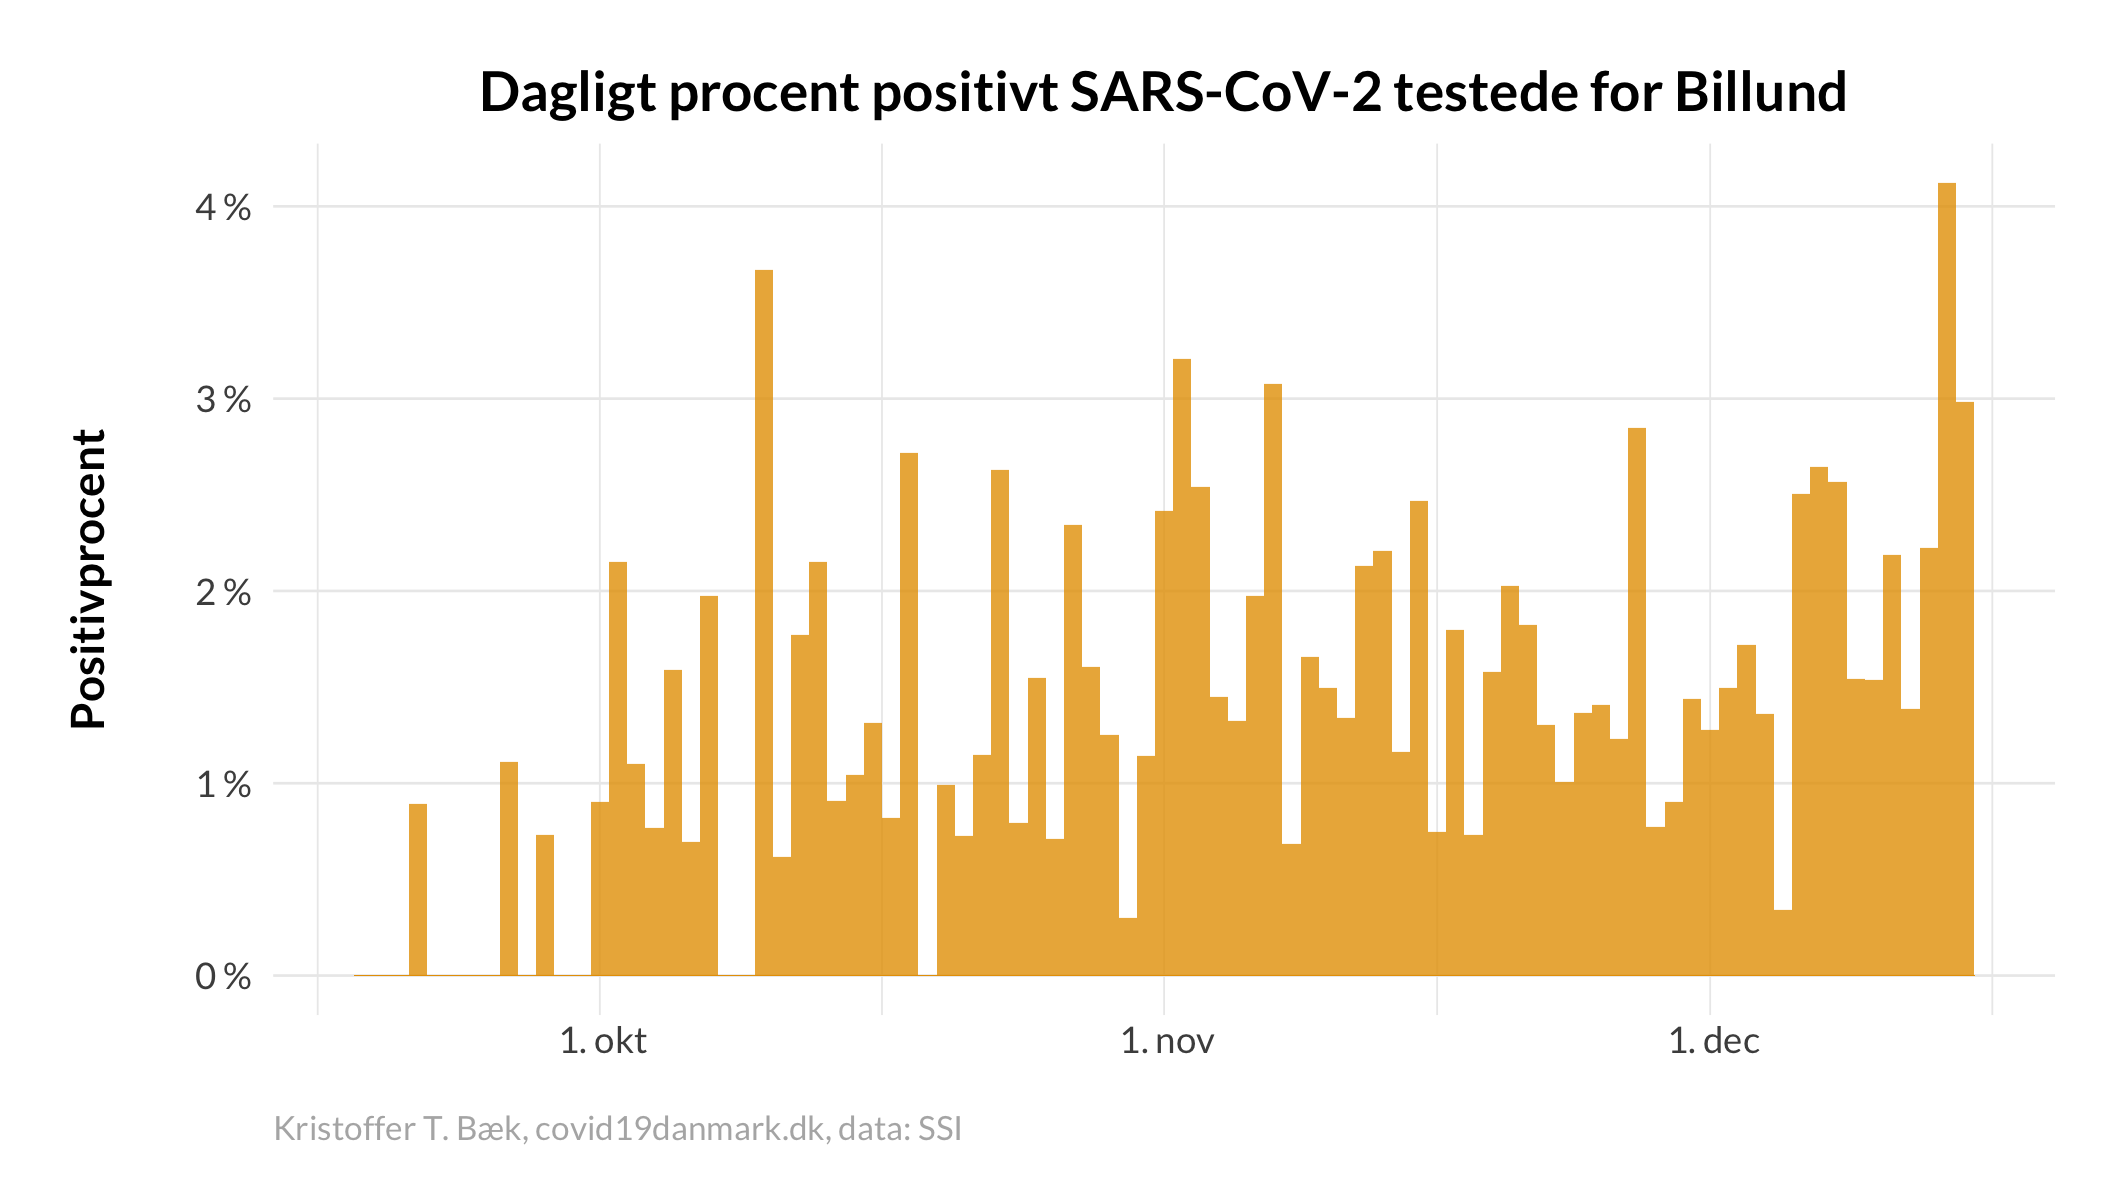 Dagligt procent positivt SARS-CoV-2 testede for Billund
Positivprocent
4 %
3 %
2 %
1 %
0 %
1. okt
1. nov
1. dec
Kristoffer T. Bæk, covid19danmark.dk, data: SSI